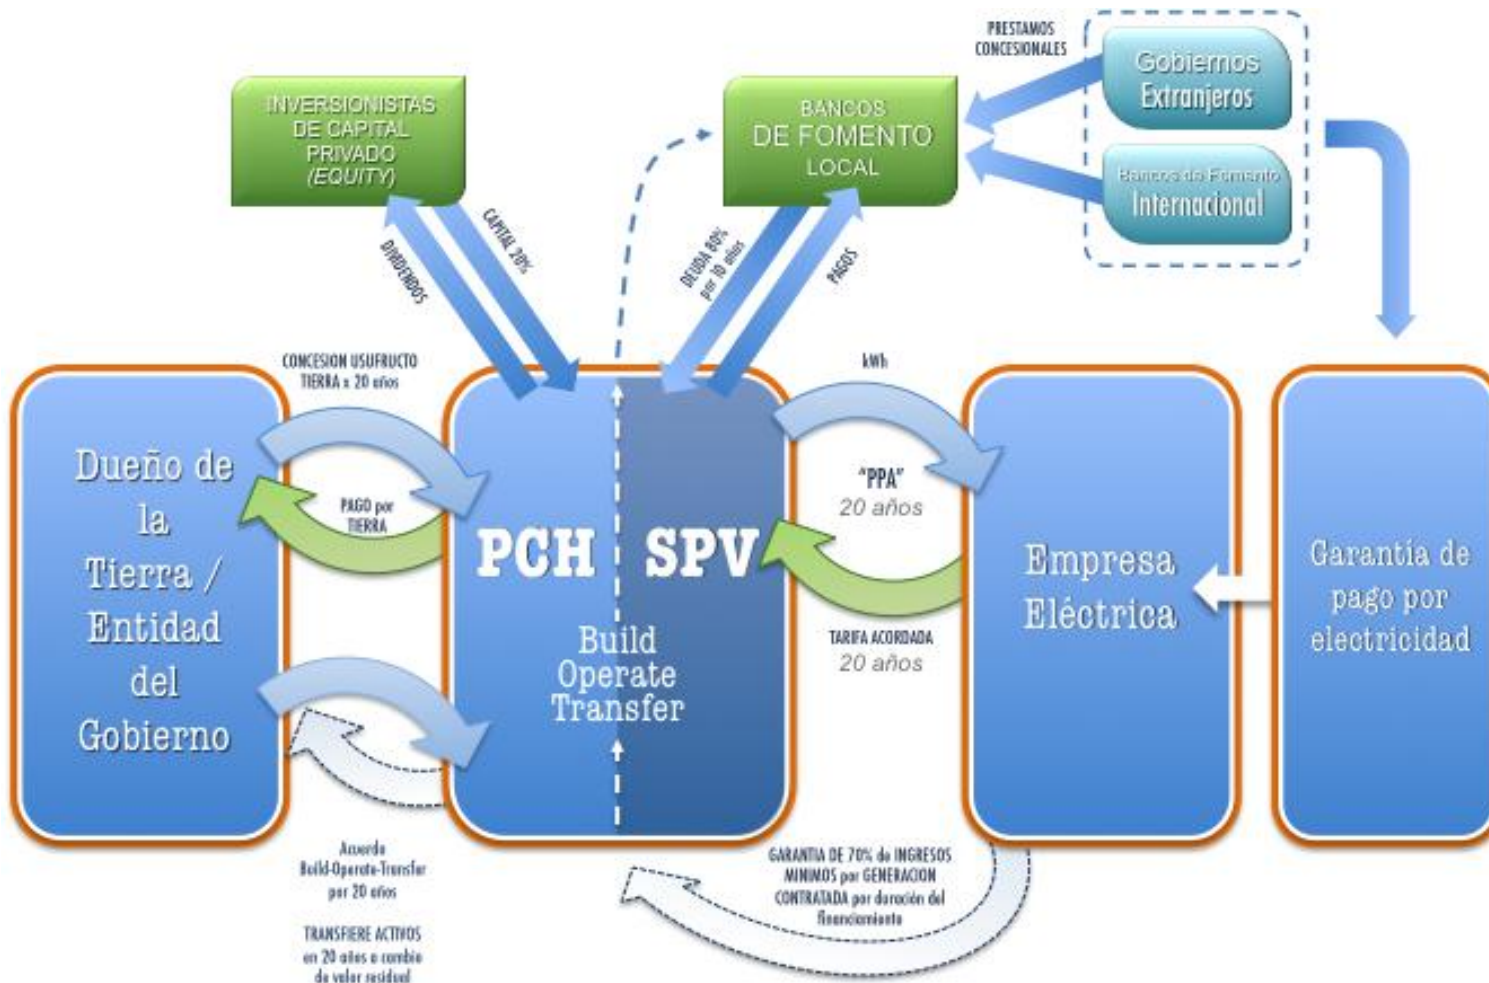 PRESTAMOS
CONCESIONALES
Gobiernos
Extranjeros
Bancos de Fomento
Internacional
INVERSIONISTAS
DE CAPITAL
PRIVADO
(EQUITY)
BANCOS
DE FOMENTO
LOCAL
DIVIDENDOS
CAPITAL 20%
DEUDA 80%
por 10 años
PAGOS
CONCESION USUFRUCTO
TIERRA x 20 años
PAGO por
TIERRA
Dueño de
la
Tierra /
Entidad
del
Gobierno
PCH
SPV
Build
Operate
Transfer
kWh
"PPA"
20 años
TARIFA ACORDADA
20 años
Empresa
Eléctrica
Garantía de
pago por
electricidad
Acuerdo
Build-Operate-Transfer
por 20 años
TRANSFIERE ACTIVOS
en 20 años a cambio
de valor residual
GARANTIA DE 70% de INGRESOS
MINIMOS por GENERACION
CONTRATADA por duración del
financiamiento